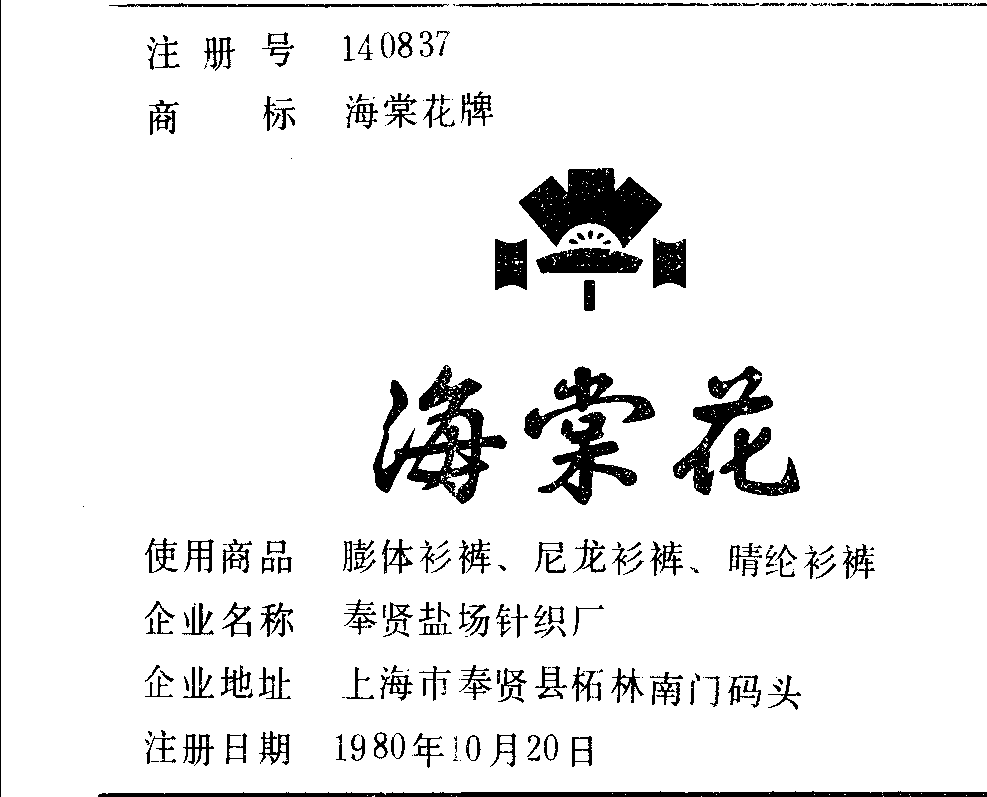 注册号 140837
商标 海棠花牌
海棠花
使用商品 膨体衫裤、尼龙衫裤、晴纶衫裤
企业名称 奉贤盐场针织厂
企业地址 上海市奉贤县柘林南门码头
注册日期 1980年10月20日